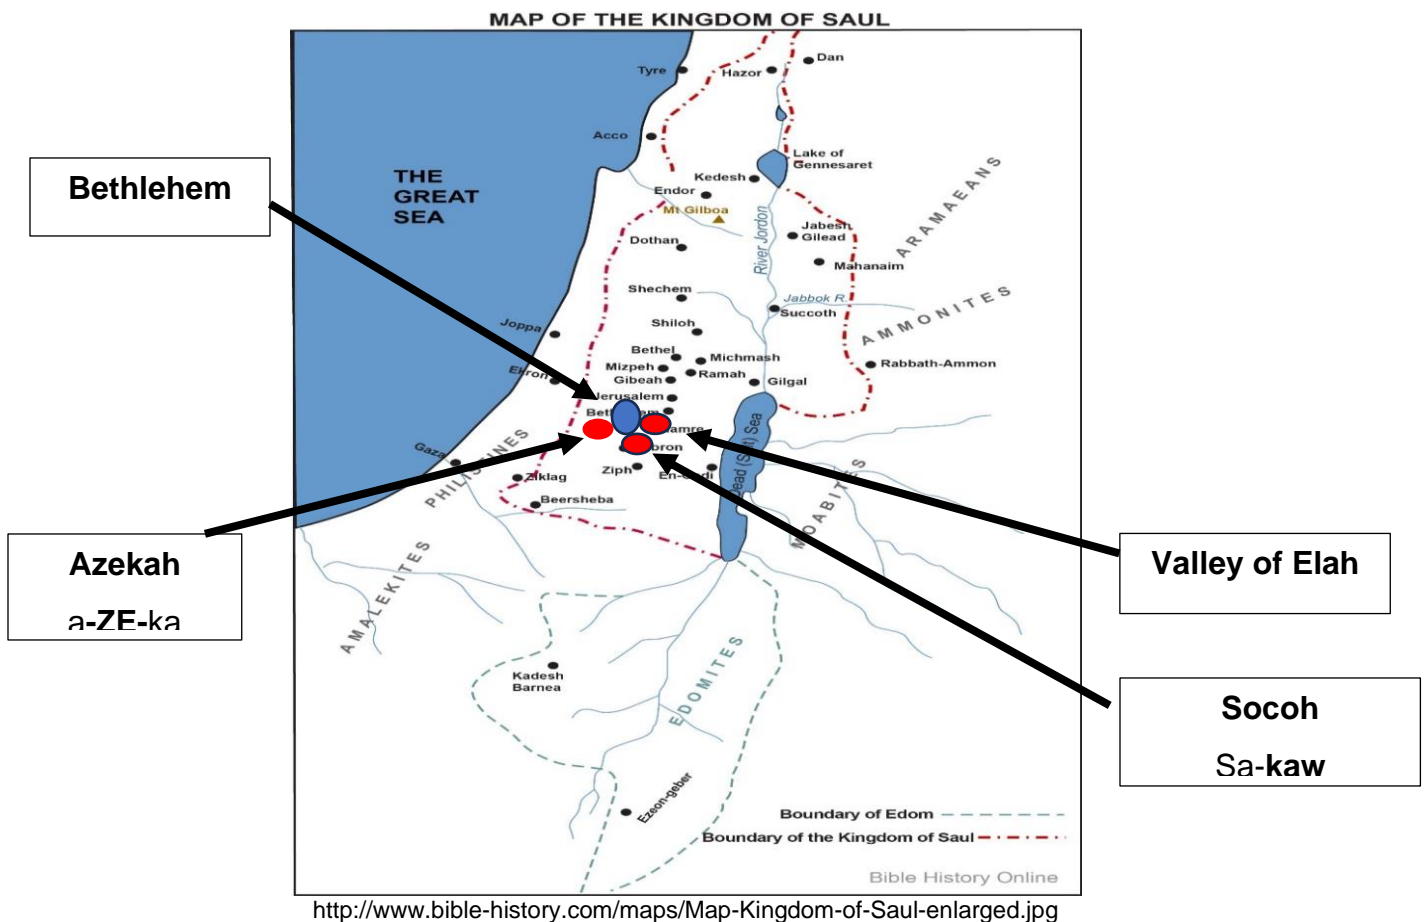 MAP OF THE KINGDOM OF SAUL
Dan
Tyre
Hazor
Acco
Lake of
Gennesaret
THE
GREAT
SEA
Bethlehem
Kedesh
Endor
Mt Gilboa
ARAMAEANS
Jabesh
Gilead
Dothan
River Jordon
Mahanaim
Shechem
Jabbok R.
Succoth
AMMONITES
Joppa
Shiloh
Bethel
Michmash
Mizpeh
Ramah
Rabbath-Ammon
Ekron
Gibeah
Gilgal
Jerusalem
Gaza
PHILISTINES
Ziph
Ziklag
Dead (Salt) Sea
MOABITES
Beersheba
Azekah
a-ZE-ka
Valley of Elah
AMALEKITES
Kadesh
Barnea
EDOMITES
Socoh
Sa-kaw
Ezeon-geber
Boundary of Edom
Boundary of the Kingdom of Saul
Bible History Online
http://www.bible-history.com/maps/Map-Kingdom-of-Saul-enlarged.jpg